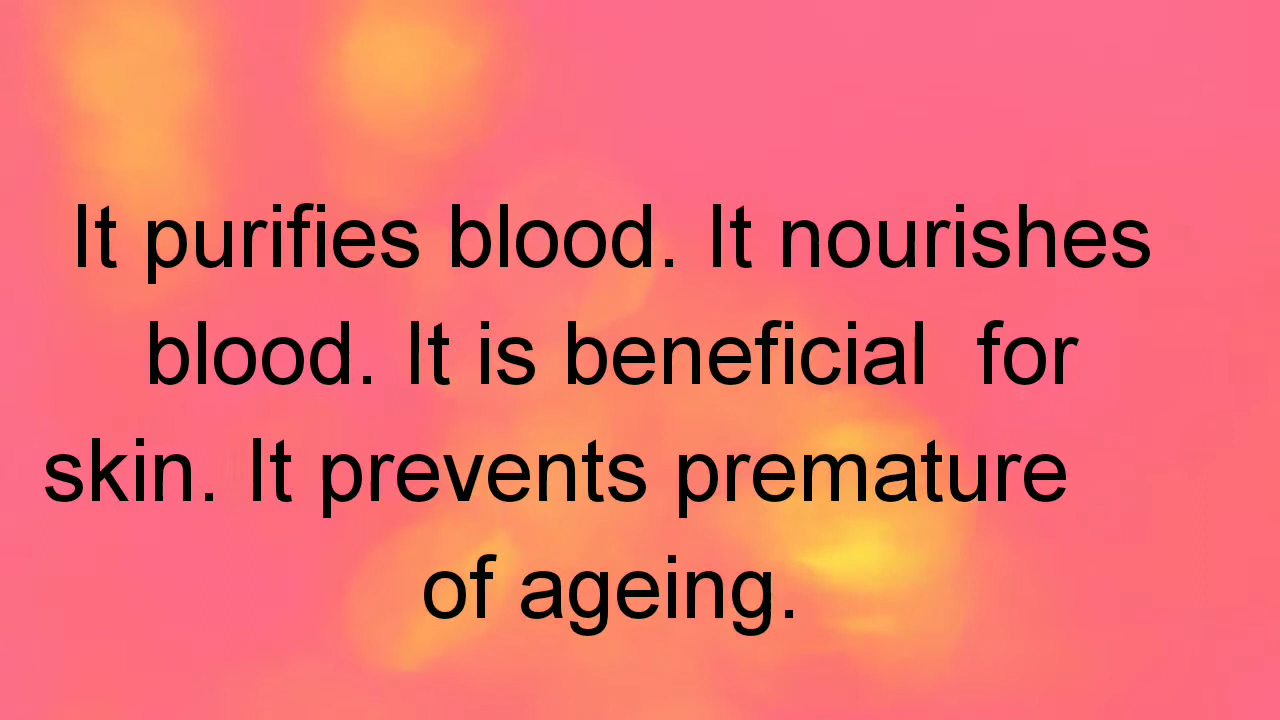 It purifies blood. It nourishes
blood. It is beneficial  for
skin. It prevents premature
of ageing.